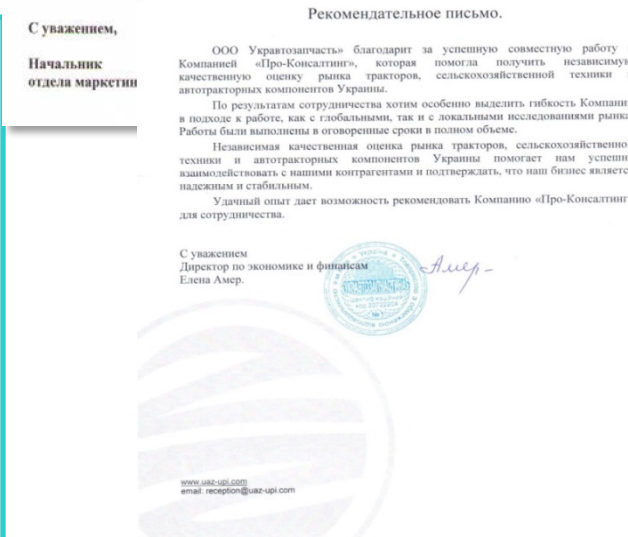 С уважением,
Начальник
отдела маркетин
Рекомендательное письмо.
ООО Укравтозапчасть» благодарит за успешную совместную работу
Компанией «Про-Консалтинг», которая помогла получить независимую
качественную оценку рынка тракторов, сельскохозяйственной техники
автотракторных компонентов Украины.
По результатам сотрудничества хотим особенно выделить гибкость Компани
в подходе к работе, как с глобальными, так и с локальными исследованиями рынка
Работы были выполнены в оговоренные сроки в полном объеме.
Независимая качественная оценка рынка тракторов, сельскохозяйственно
техники и автотракторных компонентов Украины помогает нам успешн
взаимодействовать с нашими контрагентами и подтверждать, что наш бизнес являетс
надежным и стабильным.
Удачный опыт дает возможность рекомендовать Компанию «Про-Консалтинг
для сотрудничества.
С уважением
Директор по экономике и финансам
Елена Амер.
Амер-
www.uaz-upi.com
email: reception@uaz-upi.com